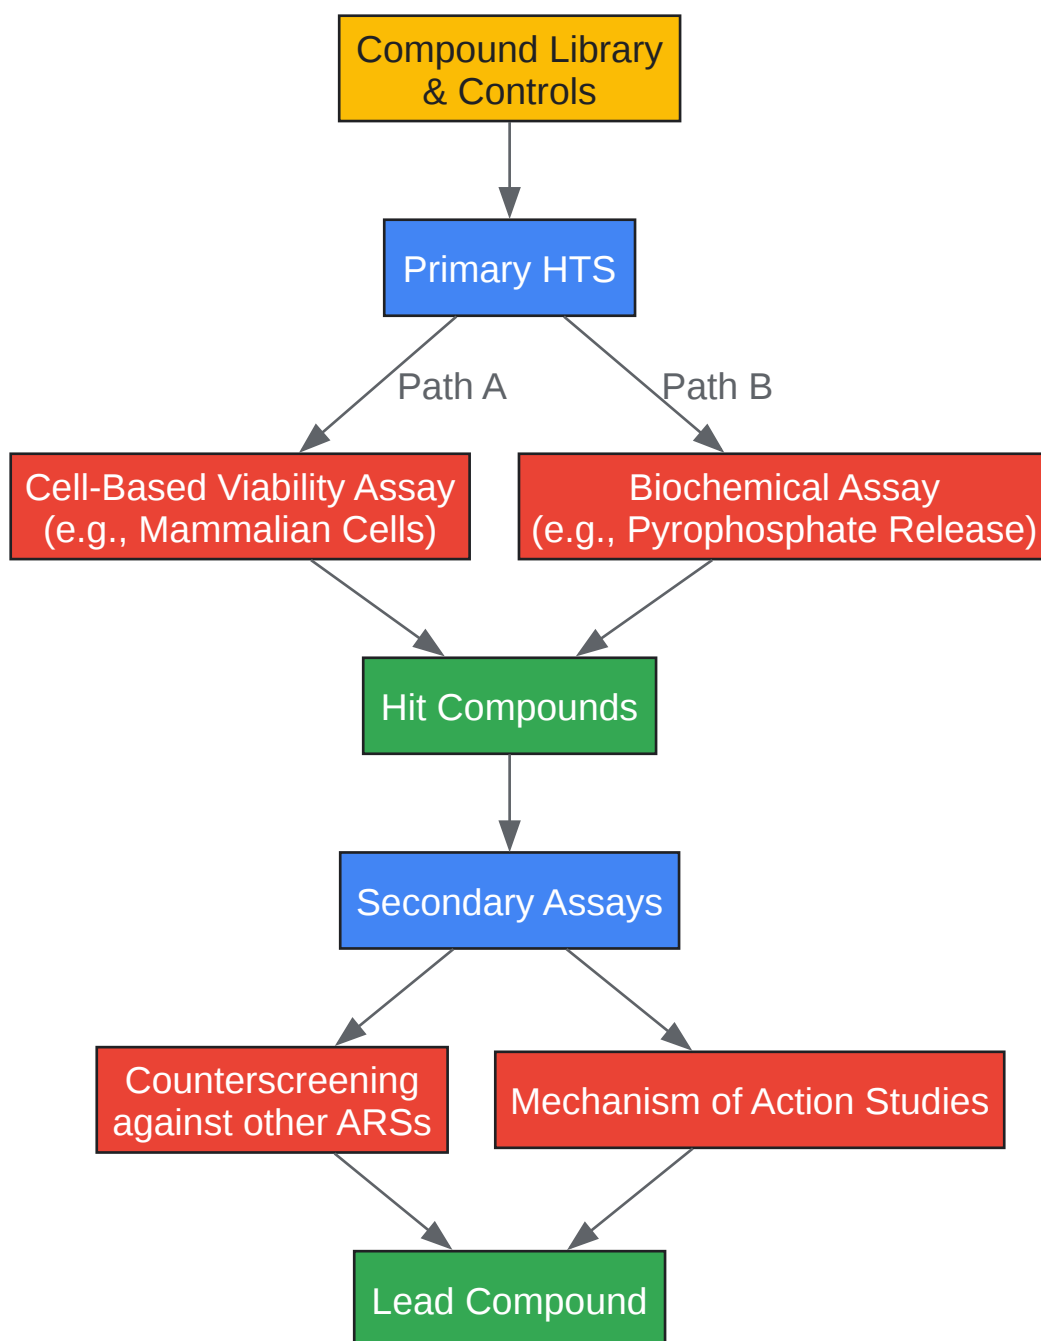 Compound Library
& Controls
Primary HTS
Path A
Path B
Cell-Based Viability Assay
(e.g., Mammalian Cells)
Biochemical Assay
(e.g., Pyrophosphate Release)
Hit Compounds
Secondary Assays
Counterscreening
against other ARSs
Mechanism of Action Studies
Lead Compound